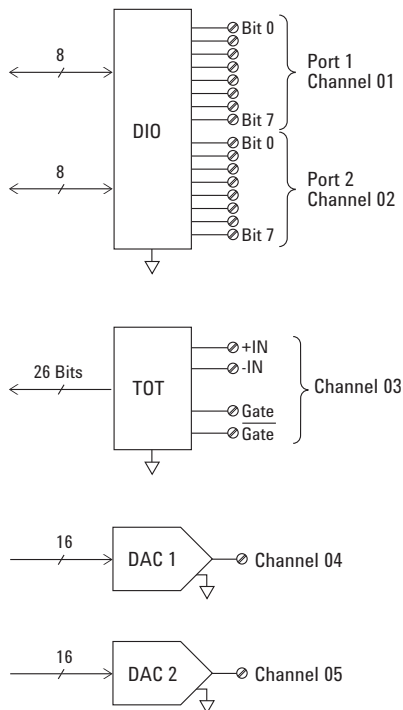 8
DIO
Bit 0
Bit 7
Port 1
Channel 01
8
Bit 0
Bit 7
Port 2
Channel 02
26 Bits
TOT
+IN
-IN
Gate
Gate
Channel 03
16
DAC 1
Channel 04
16
DAC 2
Channel 05